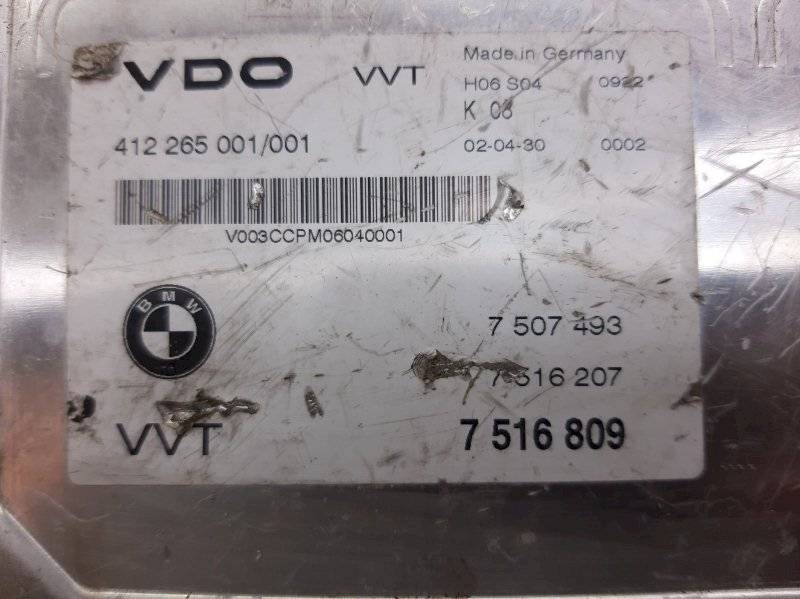 VDO VVT Made in Germany
H06 S04 0922
K 08
412 265 001/001 02-04-30 0002
V003CCPM06040001
BMW
7 507 493
7 516 207
VVT 7 516 809